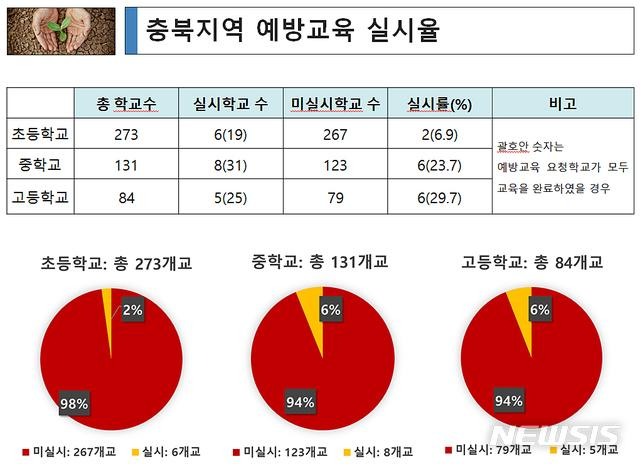 충북지역 예방교육 실시율
총 학교수 실시학교 수 미실시학교 수 실시률(%) 비고
초등학교 273 6(19) 267 2(6.9)
중학교 131 8(31) 123 6(23.7)
고등학교 84 5(25) 79 6(29.7)
괄호안 숫자는
예방교육 요청학교가 모두
교육을 완료하였을 경우
초등학교: 총 273개교
중학교: 총 131개교
고등학교: 총 84개교
2%
98%
6%
94%
6%
94%
미실시: 267개교 실시: 6개교
미실시: 123개교 실시: 8개교
미실시: 79개교 실시: 5개교
NEWSIS